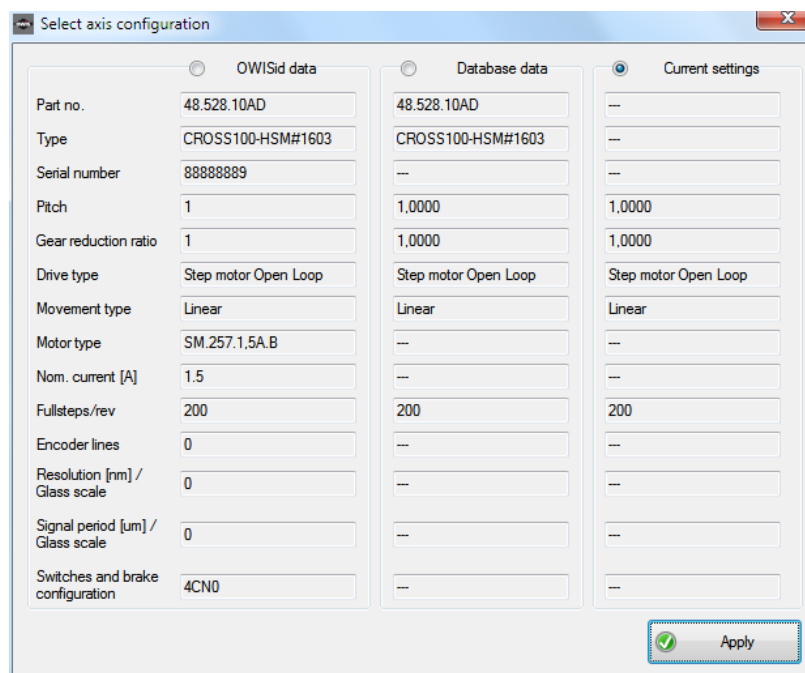 Select axis configuration
OWISid data Database data Current settings
Part no. 48.528.10AD 48.528.10AD ---
Type CROSS100-HSM#1603 CROSS100-HSM#1603 ---
Serial number 88888889 --- ---
Pitch 1 1,0000 1,0000
Gear reduction ratio 1 1,0000 1,0000
Drive type Step motor Open Loop Step motor Open Loop Step motor Open Loop
Movement type Linear Linear Linear
Motor type SM.257.1,5A.B --- ---
Nom. current [A] 1.5 --- ---
Fullsteps/rev 200 200 200
Encoder lines 0 --- ---
Resolution [nm] /
Glass scale 0 --- ---
Signal period [um] /
Glass scale 0 --- ---
Switches and brake
configuration 4CN0 --- ---
Apply